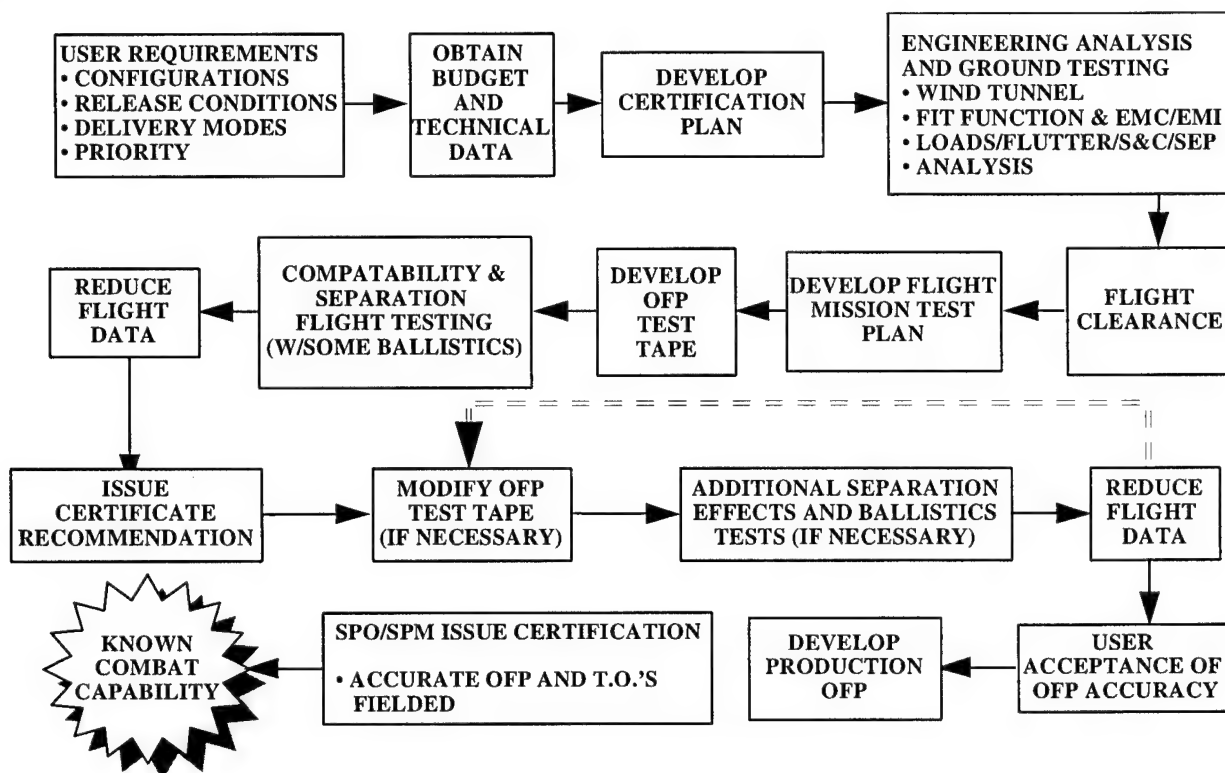 USER REQUIREMENTS
• CONFIGURATIONS
• RELEASE CONDITIONS
• DELIVERY MODES
• PRIORITY
OBTAIN
BUDGET
AND
TECHNICAL
DATA
DEVELOP
CERTIFICATION
PLAN
ENGINEERING ANALYSIS
AND GROUND TESTING
• WIND TUNNEL
• FIT FUNCTION & EMC/EMI
• LOADS/FLUTTER/S&C/SEP
• ANALYSIS
FLIGHT
CLEARANCE
DEVELOP FLIGHT
MISSION TEST
PLAN
DEVELOP
OFP
TEST
TAPE
COMPATABILITY &
SEPARATION
FLIGHT TESTING
(W/SOME BALLISTICS)
REDUCE
FLIGHT
DATA
ISSUE
CERTIFICATE
RECOMMENDATION
MODIFY OFP
TEST TAPE
(IF NECESSARY)
ADDITIONAL SEPARATION
EFFECTS AND BALLISTICS
TESTS (IF NECESSARY)
REDUCE
FLIGHT
DATA
USER
ACCEPTANCE OF
OFP ACCURACY
DEVELOP
PRODUCTION
OFP
SPO/SPM ISSUE CERTIFICATION
• ACCURATE OFP AND T.O.'S
FIELDED
KNOWN
COMBAT
CAPABILITY